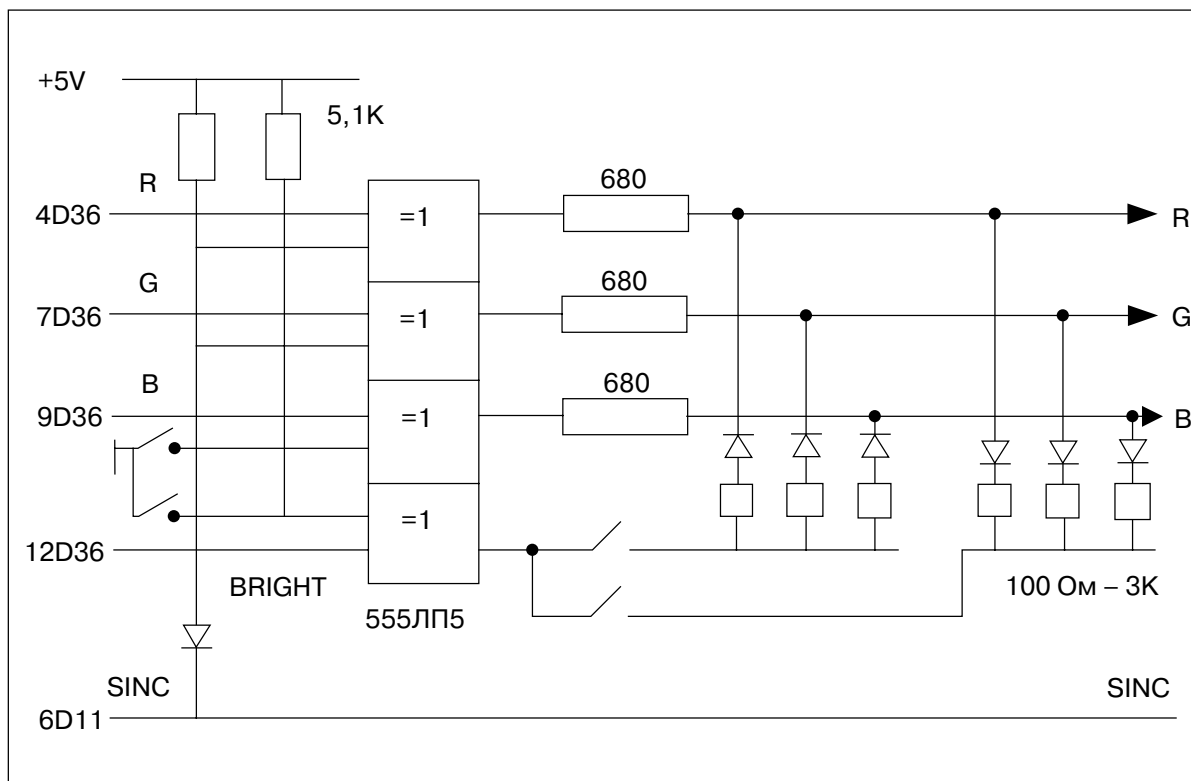 +5V
5,1K
R
680
4D36
=1
R
G
680
7D36
=1
G
B
680
9D36
=1
B
=1
12D36
BRIGHT
100 Ом – 3K
555ЛП5
SINC
SINC
6D11